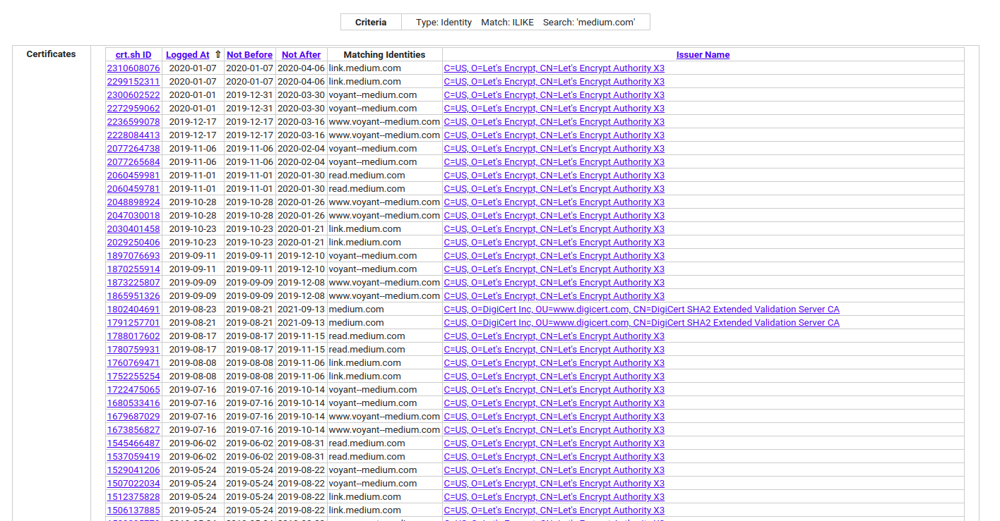 Criteria Type: Identity Match: ILIKE Search: 'medium.com'
Certificates crt.sh ID Logged At ⇧ Not Before Not After Matching Identities Issuer Name
2310608076 2020-01-07 2020-01-07 2020-04-06 link.medium.com C=US, O=Let's Encrypt, CN=Let's Encrypt Authority X3
2299152311 2020-01-07 2020-01-07 2020-04-06 link.medium.com C=US, O=Let's Encrypt, CN=Let's Encrypt Authority X3
2300602522 2020-01-01 2019-12-31 2020-03-30 voyant--medium.com C=US, O=Let's Encrypt, CN=Let's Encrypt Authority X3
2272959062 2020-01-01 2019-12-31 2020-03-30 voyant--medium.com C=US, O=Let's Encrypt, CN=Let's Encrypt Authority X3
2236599078 2019-12-17 2019-12-17 2020-03-16 www.voyant--medium.com C=US, O=Let's Encrypt, CN=Let's Encrypt Authority X3
2228084413 2019-12-17 2019-12-17 2020-03-16 www.voyant--medium.com C=US, O=Let's Encrypt, CN=Let's Encrypt Authority X3
2077264738 2019-11-06 2019-11-06 2020-02-04 voyant--medium.com C=US, O=Let's Encrypt, CN=Let's Encrypt Authority X3
2077265684 2019-11-06 2019-11-06 2020-02-04 voyant--medium.com C=US, O=Let's Encrypt, CN=Let's Encrypt Authority X3
2060459981 2019-11-01 2019-11-01 2020-01-30 read.medium.com C=US, O=Let's Encrypt, CN=Let's Encrypt Authority X3
2060459781 2019-11-01 2019-11-01 2020-01-30 read.medium.com C=US, O=Let's Encrypt, CN=Let's Encrypt Authority X3
2048898924 2019-10-28 2019-10-28 2020-01-26 www.voyant--medium.com C=US, O=Let's Encrypt, CN=Let's Encrypt Authority X3
2047030018 2019-10-28 2019-10-28 2020-01-26 www.voyant--medium.com C=US, O=Let's Encrypt, CN=Let's Encrypt Authority X3
2030401458 2019-10-23 2019-10-23 2020-01-21 link.medium.com C=US, O=Let's Encrypt, CN=Let's Encrypt Authority X3
2029250406 2019-10-23 2019-10-23 2020-01-21 link.medium.com C=US, O=Let's Encrypt, CN=Let's Encrypt Authority X3
1897076693 2019-09-11 2019-09-11 2019-12-10 voyant--medium.com C=US, O=Let's Encrypt, CN=Let's Encrypt Authority X3
1870255914 2019-09-11 2019-09-11 2019-12-10 voyant--medium.com C=US, O=Let's Encrypt, CN=Let's Encrypt Authority X3
1873225807 2019-09-09 2019-09-09 2019-12-08 www.voyant--medium.com C=US, O=Let's Encrypt, CN=Let's Encrypt Authority X3
1865951326 2019-09-09 2019-09-09 2019-12-08 www.voyant--medium.com C=US, O=Let's Encrypt, CN=Let's Encrypt Authority X3
1802404691 2019-08-23 2019-08-21 2021-09-13 medium.com C=US, O=DigiCert Inc, OU=www.digicert.com, CN=DigiCert SHA2 Extended Validation Server CA
1791257701 2019-08-21 2019-08-21 2021-09-13 medium.com C=US, O=DigiCert Inc, OU=www.digicert.com, CN=DigiCert SHA2 Extended Validation Server CA
1788017602 2019-08-17 2019-08-17 2019-11-15 read.medium.com C=US, O=Let's Encrypt, CN=Let's Encrypt Authority X3
1780759931 2019-08-17 2019-08-17 2019-11-15 read.medium.com C=US, O=Let's Encrypt, CN=Let's Encrypt Authority X3
1760769471 2019-08-08 2019-08-08 2019-11-06 link.medium.com C=US, O=Let's Encrypt, CN=Let's Encrypt Authority X3
1752255254 2019-08-08 2019-08-08 2019-11-06 link.medium.com C=US, O=Let's Encrypt, CN=Let's Encrypt Authority X3
1722475065 2019-07-16 2019-07-16 2019-10-14 voyant--medium.com C=US, O=Let's Encrypt, CN=Let's Encrypt Authority X3
1680533416 2019-07-16 2019-07-16 2019-10-14 voyant--medium.com C=US, O=Let's Encrypt, CN=Let's Encrypt Authority X3
1679687029 2019-07-16 2019-07-16 2019-10-14 www.voyant--medium.com C=US, O=Let's Encrypt, CN=Let's Encrypt Authority X3
1673856827 2019-07-16 2019-07-16 2019-10-14 www.voyant--medium.com C=US, O=Let's Encrypt, CN=Let's Encrypt Authority X3
1545466487 2019-06-02 2019-06-02 2019-08-31 read.medium.com C=US, O=Let's Encrypt, CN=Let's Encrypt Authority X3
1537059419 2019-06-02 2019-06-02 2019-08-31 read.medium.com C=US, O=Let's Encrypt, CN=Let's Encrypt Authority X3
1529041206 2019-05-24 2019-05-24 2019-08-22 voyant--medium.com C=US, O=Let's Encrypt, CN=Let's Encrypt Authority X3
1507022034 2019-05-24 2019-05-24 2019-08-22 voyant--medium.com C=US, O=Let's Encrypt, CN=Let's Encrypt Authority X3
1512375828 2019-05-24 2019-05-24 2019-08-22 link.medium.com C=US, O=Let's Encrypt, CN=Let's Encrypt Authority X3
1506137885 2019-05-24 2019-05-24 2019-08-22 link.medium.com C=US, O=Let's Encrypt, CN=Let's Encrypt Authority X3